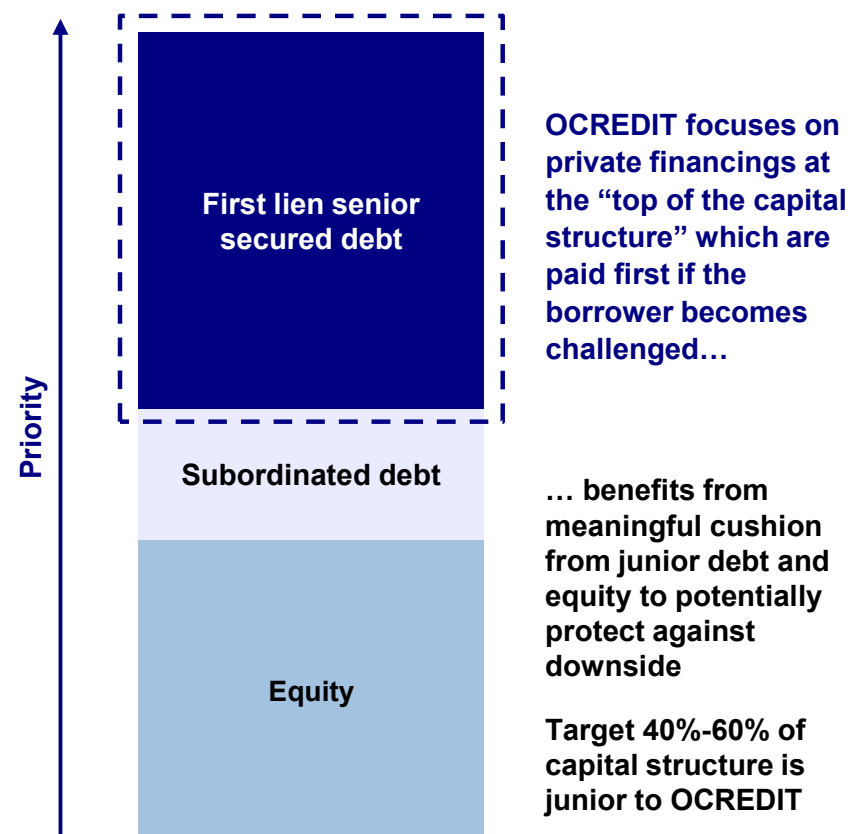 Priority
First lien senior
secured debt
Subordinated debt
Equity
OCREDIT focuses on
private financings at
the “top of the capital
structure” which are
paid first if the
borrower becomes
challenged…
… benefits from
meaningful cushion
from junior debt and
equity to potentially
protect against
downside
Target 40%-60% of
capital structure is
junior to OCREDIT